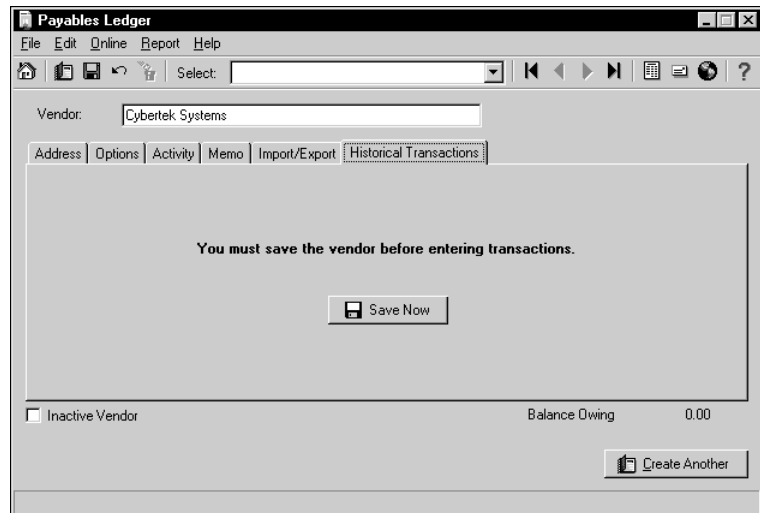 Payables Ledger
File Edit Online Report Help
Select:
Vendor: Cybertek Systems
Address Options Activity Memo Import/Export Historical Transactions
You must save the vendor before entering transactions.
Save Now
Inactive Vendor Balance Owing 0.00
Create Another